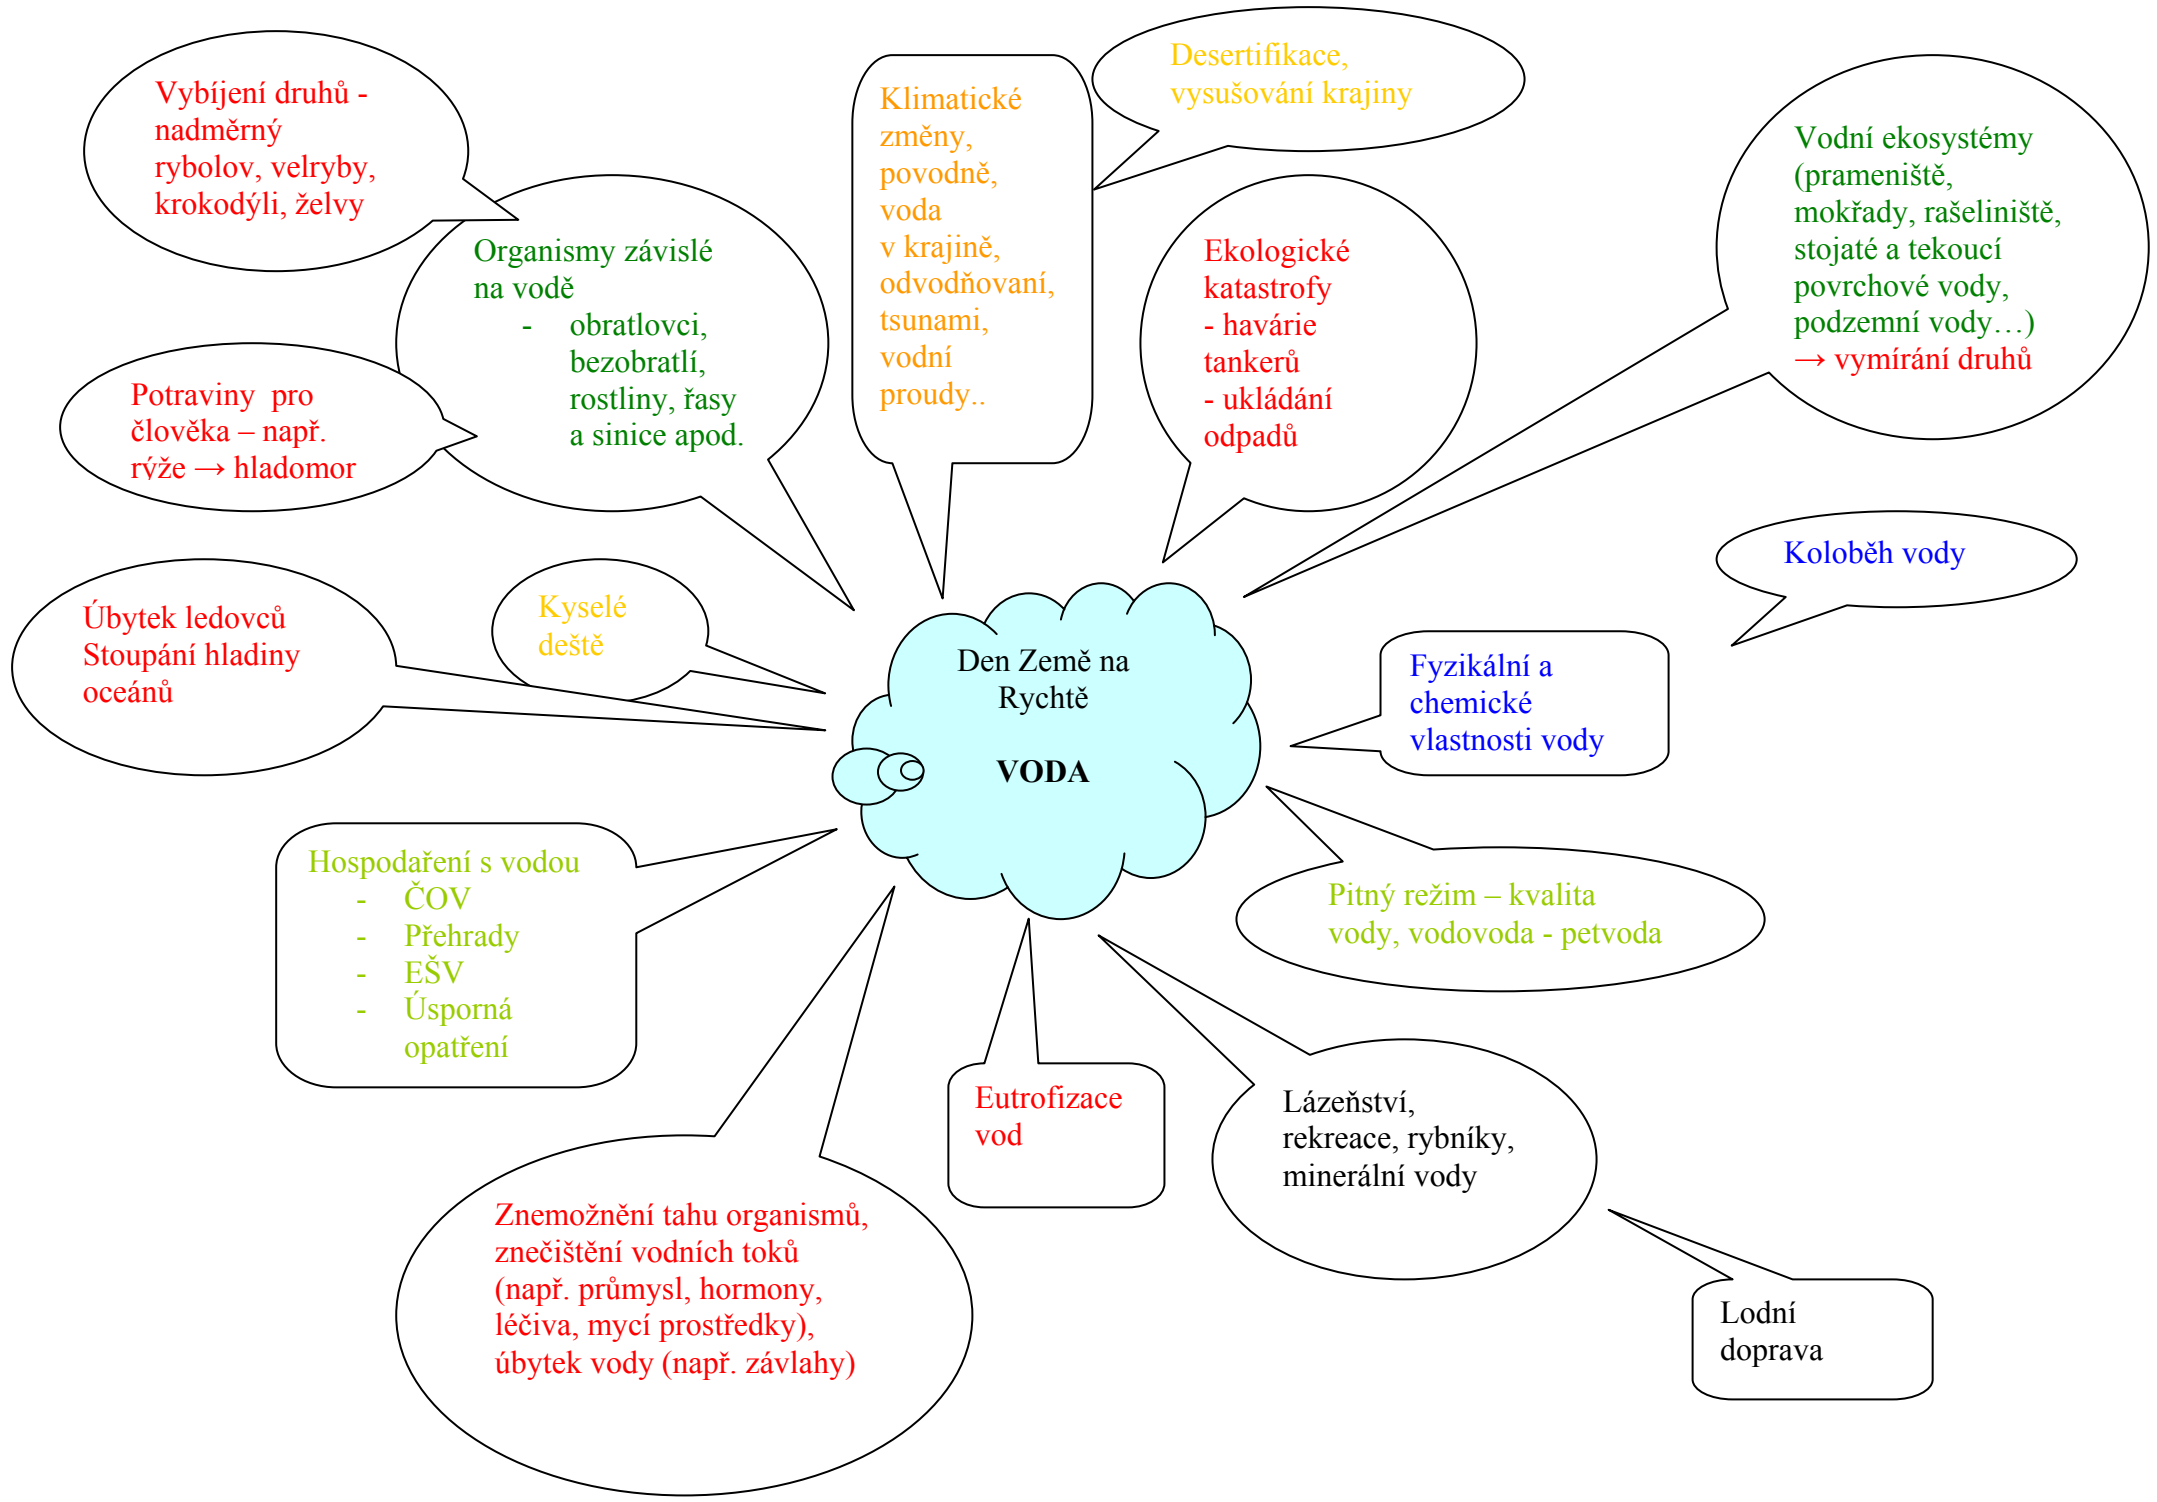 Vybíjení druhů -
nadměrný
rybolov, velryby,
krokodýli, želvy
Organismy závislé
na vodě
- obratlovci,
bezobratlí,
rostliny, řasy
a sinice apod.
Potraviny  pro
člověka – např.
rýže → hladomor
Klimatické
změny,
povodně,
voda
v krajině,
odvodňovaní,
tsunami,
vodní
proudy..
Desertifikace,
vysušování krajiny
Ekologické
katastrofy
- havárie
tankerů
- ukládání
odpadů
Vodní ekosystémy
(prameniště,
mokřady, rašeliniště,
stojaté a tekoucí
povrchové vody,
podzemní vody…)
→ vymírání druhů
Koloběh vody
Úbytek ledovců
Stoupání hladiny
oceánů
Kyselé
deště
Den Země na
Rychtě
VODA
Fyzikální a
chemické
vlastnosti vody
Hospodaření s vodou
- ČOV
- Přehrady
- EŠV
- Úsporná
opatření
Pitný režim – kvalita
vody, vodovoda - petvoda
Eutrofizace
vod
Lázeňství,
rekreace, rybníky,
minerální vody
Znemožnění tahu organismů,
znečištění vodních toků
(např. průmysl, hormony,
léčiva, mycí prostředky),
úbytek vody (např. závlahy)
Lodní
doprava